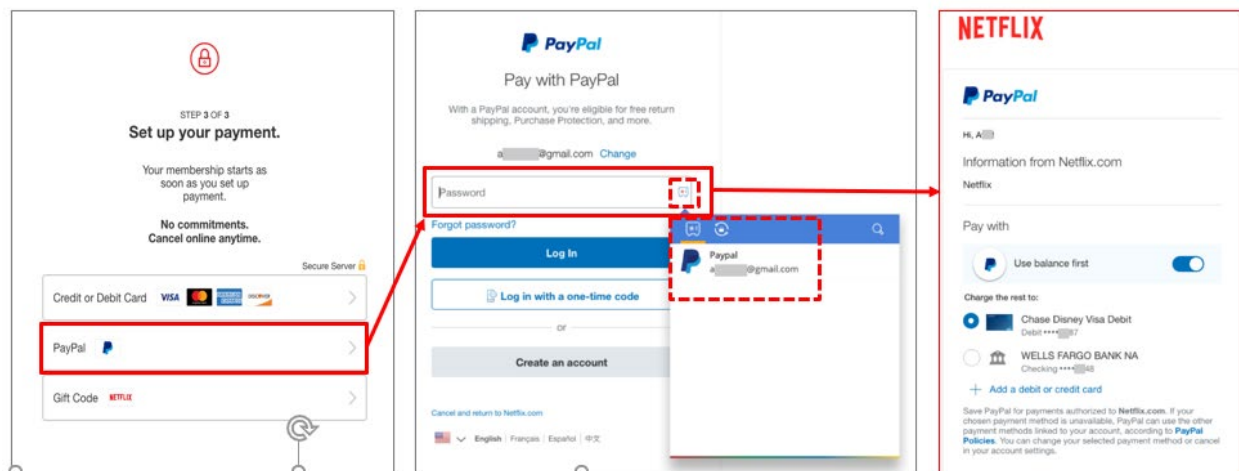 STEP 3 OF 3
Set up your payment.
Your membership starts as
soon as you set up
payment.
No commitments.
Cancel online anytime.
Secure Server
Credit or Debit Card VISA DISCOVER
PayPal
Gift Code NETFLIX
PayPal
Pay with PayPal
With a PayPal account, you're eligible for free return
shipping, Purchase Protection, and more.
a @gmail.com Change
Password
Forgot password?
Log In
Log in with a one-time code
or
Create an account
Cancel and return to Netflix.com
English Français Español 中文
Paypal
a @gmail.com
NETFLIX
PayPal
Hi, A !
Information from Netflix.com
Netflix
Pay with
Use balance first
Charge the rest to:
Chase Disney Visa Debit
Debit •••• 87
WELLS FARGO BANK NA
Checking •••• 48
+ Add a debit or credit card
Save PayPal for payments authorized to Netflix.com. If your
chosen payment method is unavailable, PayPal can use the other
payment methods linked to your account, according to PayPal
Policies. You can change your selected payment method or cancel
in your account settings.